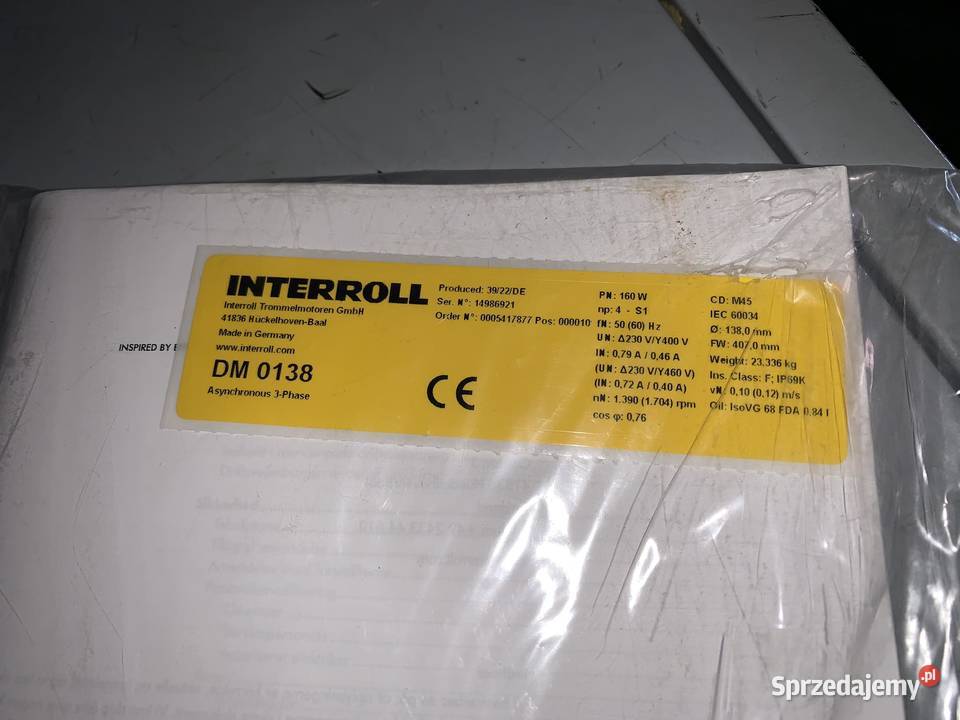 INTERROLL
Interroll Trommelmotoren GmbH
41836 Hückelhoven-Baal
Made in Germany
www.interroll.com
DM 0138
Asynchronous 3-Phase
Produced: 39/22/DE
Ser. N°: 14986921
Order N°: 0005417877 Pos: 000010
CE
PN: 160 W
np: 4 - S1
fN: 50 (60) Hz
UN: Δ230 V/Y400 V
IN: 0,79 A / 0,46 A
(UN: Δ230 V/Y460 V)
(IN: 0,72 A / 0,40 A)
nN: 1.390 (1.704) rpm
cos φ: 0,76
CD: M45
IEC 60034
Ø: 138,0 mm
FW: 407,0 mm
Weight: 23.336 kg
Ins. Class: F; IP69K
vN: 0,10 (0,12) m/s
Oil: IsoVG 68 FDA 0.84 l
INSPIRED BY E
Sprzedajemy.pl